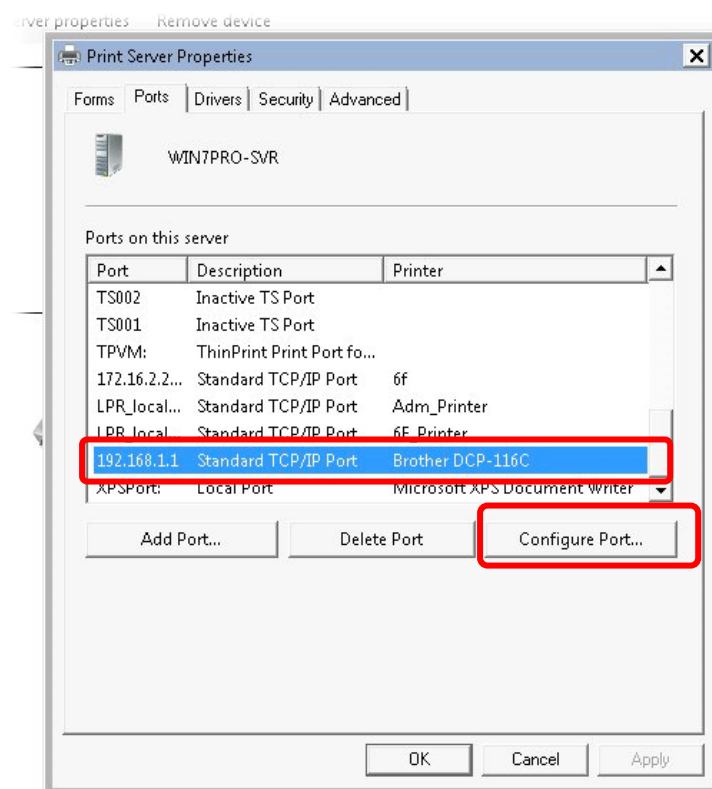 erver properties Remove device
Print Server Properties
Forms Ports Drivers Security Advanced
WIN7PRO-SVR
Ports on this server
Port Description Printer
TS002 Inactive TS Port
TS001 Inactive TS Port
TPVM: ThinPrint Print Port fo...
172.16.2.2... Standard TCP/IP Port 6f
LPR_local... Standard TCP/IP Port Adm_Printer
LPR_local... Standard TCP/IP Port 6F_Printer
192.168.1.1 Standard TCP/IP Port Brother DCP-116C
XPSPort: Local Port Microsoft XPS Document Writer
Add Port... Delete Port Configure Port...
OK Cancel Apply